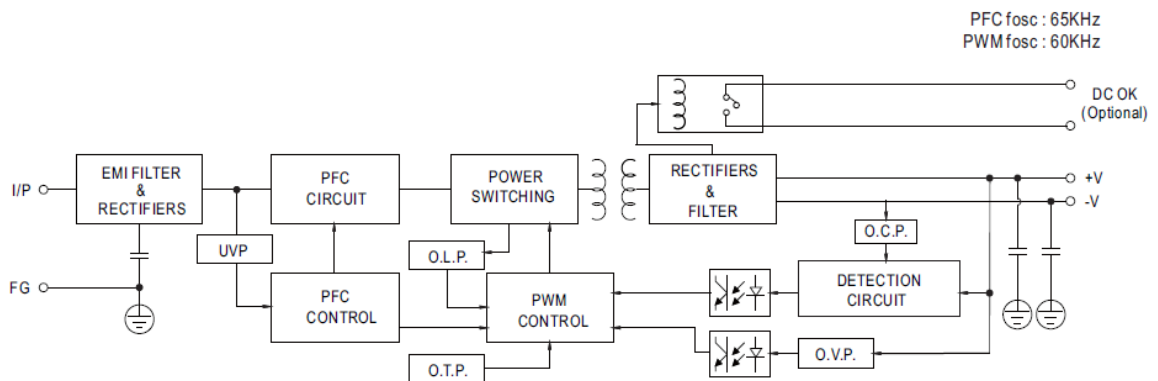 PFC fosc : 65KHz
PWM fosc : 60KHz
DC OK
(Optional)
I/P
EMI FILTER
&
RECTIFIERS
PFC
CIRCUIT
POWER
SWITCHING
RECTIFIERS
&
FILTER
+V
-V
UVP
O.L.P.
O.C.P.
FG
PFC
CONTROL
PWM
CONTROL
DETECTION
CIRCUIT
O.T.P.
O.V.P.